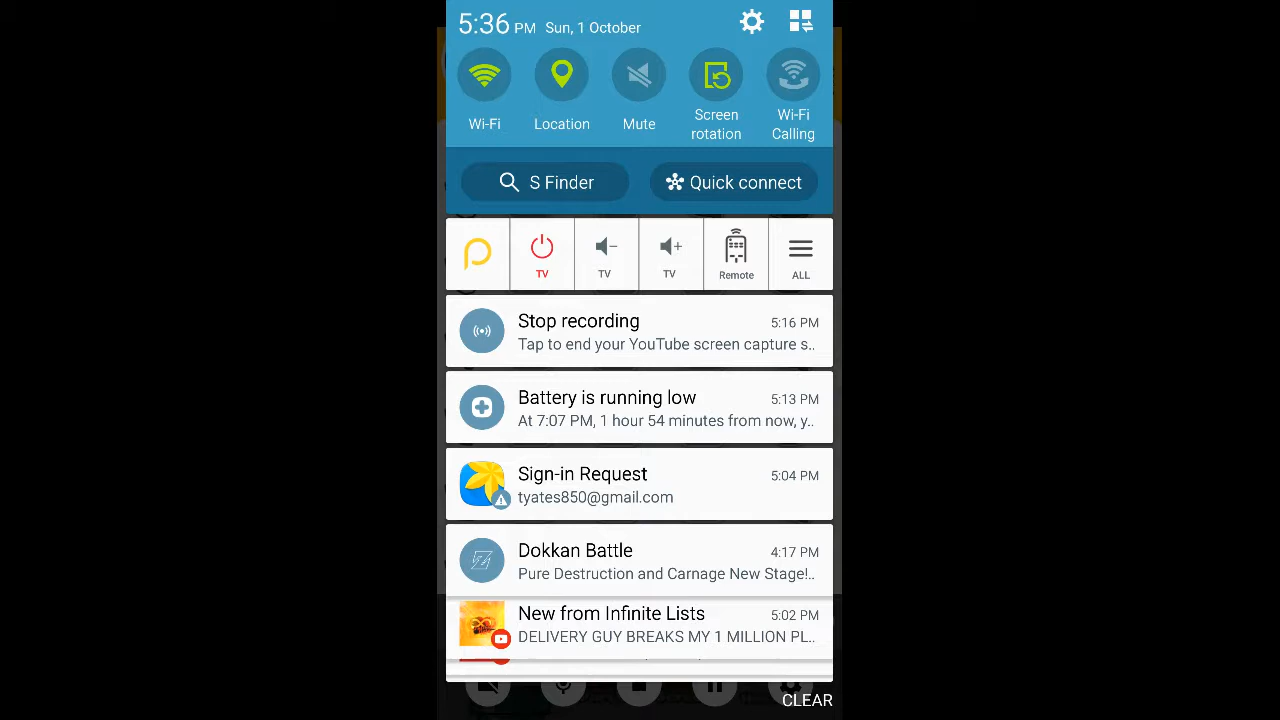 5:36 PM Sun, 1 October
Wi-Fi
Location
Mute
Screen rotation
Wi-Fi Calling
S Finder
Quick connect
TV
TV
TV
Remote
ALL
Stop recording 5:16 PM
Tap to end your YouTube screen capture s..
Battery is running low 5:13 PM
At 7:07 PM, 1 hour 54 minutes from now, y..
Sign-in Request 5:04 PM
tyates850@gmail.com
Dokkan Battle 4:17 PM
Pure Destruction and Carnage New Stage!..
New from Infinite Lists 5:02 PM
DELIVERY GUY BREAKS MY 1 MILLION PL..
CLEAR